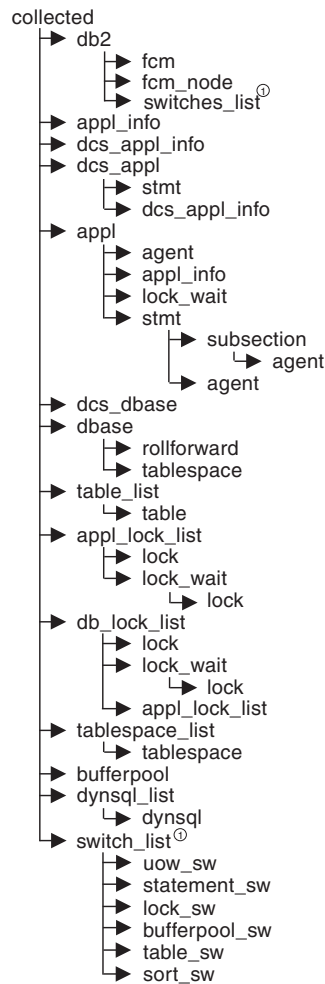 collected
db2
fcm
fcm_node
switches_list①
appl_info
dcs_appl_info
dcs_appl
stmt
dcs_appl_info
appl
agent
appl_info
lock_wait
stmt
subsection
agent
agent
dcs_dbase
dbase
rollforward
tablespace
table_list
table
appl_lock_list
lock
lock_wait
lock
db_lock_list
lock
lock_wait
lock
appl_lock_list
tablespace_list
tablespace
bufferpool
dynsql_list
dynsql
switch_list①
uow_sw
statement_sw
lock_sw
bufferpool_sw
table_sw
sort_sw